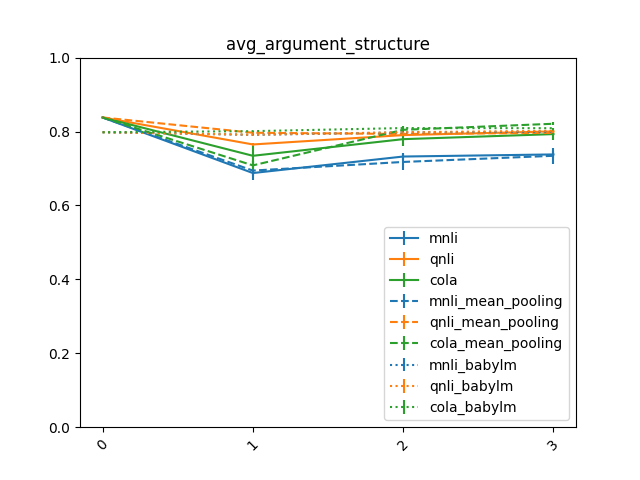 avg_argument_structure
1.0
0.8
0.6
0.4
0.2
0.0
mnli
qnli
cola
mnli_mean_pooling
qnli_mean_pooling
cola_mean_pooling
mnli_babylm
qnli_babylm
cola_babylm
0
1
2
3